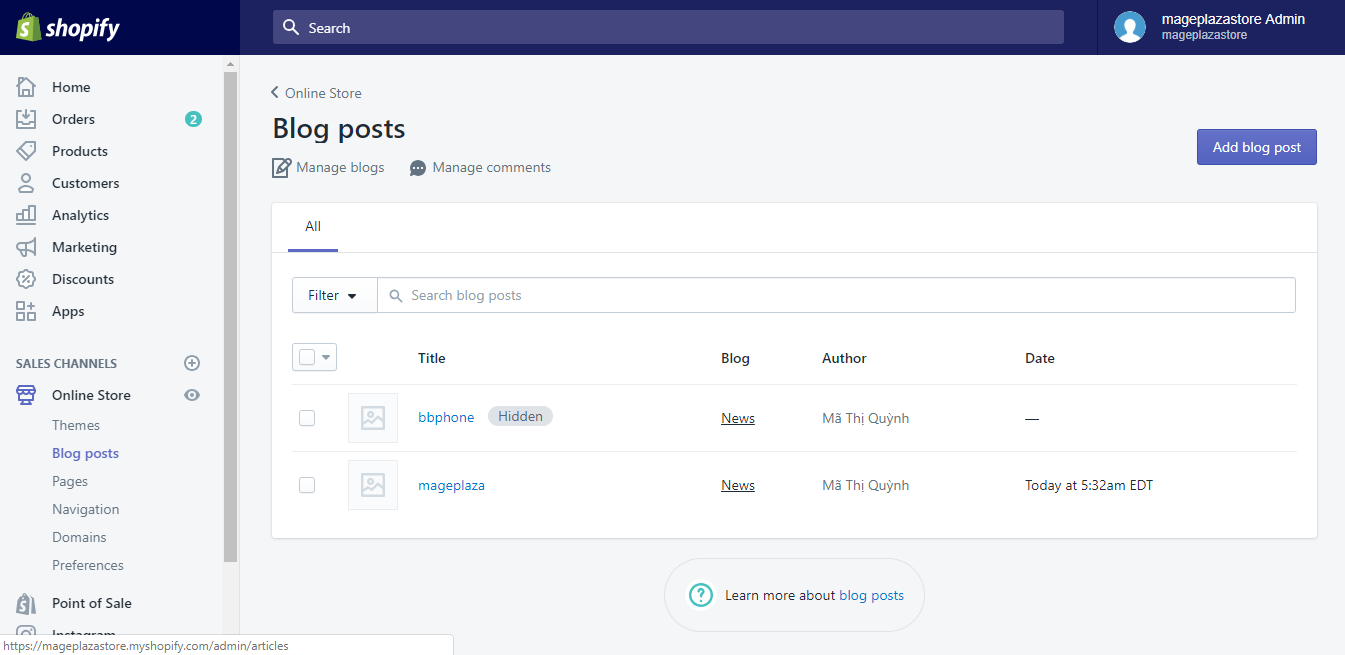 shopify
Search
mageplazastore Admin
mageplazastore
Home
Orders 2
Products
Customers
Analytics
Marketing
Discounts
Apps
SALES CHANNELS
Online Store
Themes
Blog posts
Pages
Navigation
Domains
Preferences
Point of Sale
Instagram
https://mageplazastore.myshopify.com/admin/articles
Online Store
Blog posts
Manage blogs Manage comments
Add blog post
All
Filter Search blog posts
Title Blog Author Date
bbphone Hidden News Mã Thị Quỳnh —
mageplaza News Mã Thị Quỳnh Today at 5:32am EDT
? Learn more about blog posts